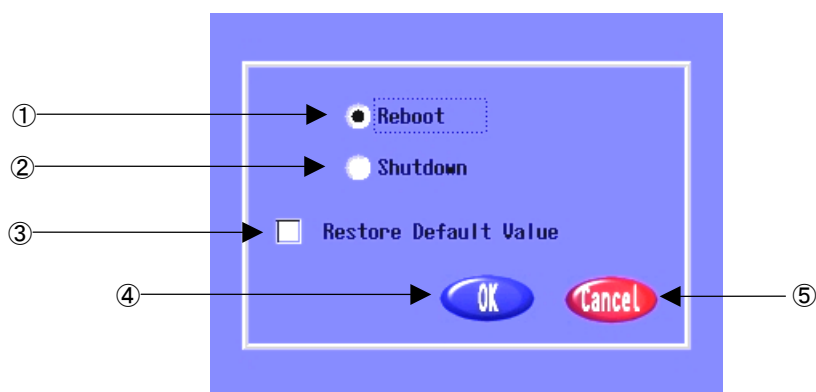 ① Reboot
② Shutdown
③ Restore Default Value
④ OK Cancel ⑤